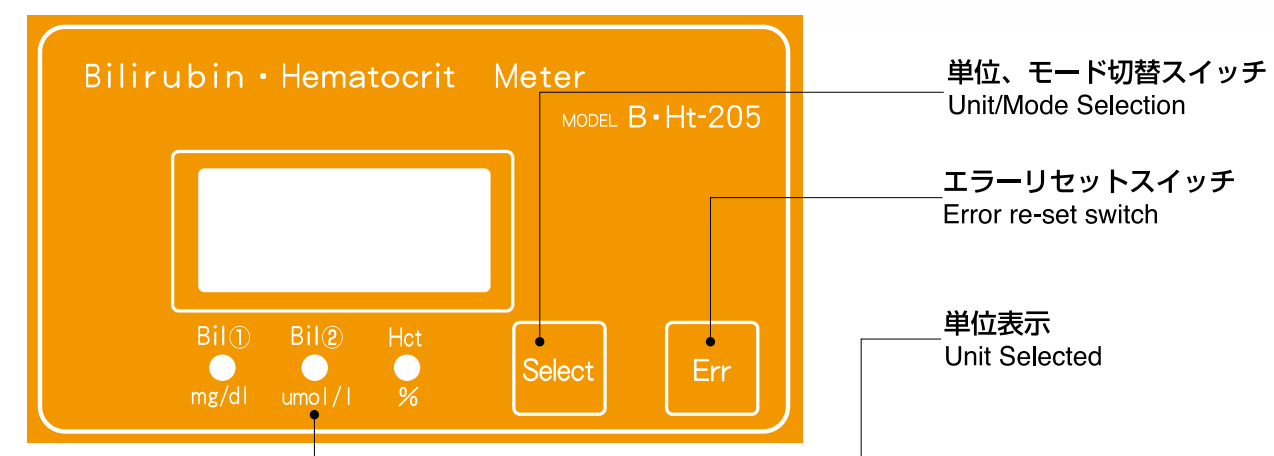 Bilirubin・Hematocrit Meter
MODEL B・Ht-205
Bil① Bil② Hct
mg/dl umol/l %
Select
Err
単位、モード切替スイッチ
Unit/Mode Selection
エラーリセットスイッチ
Error re-set switch
単位表示
Unit Selected